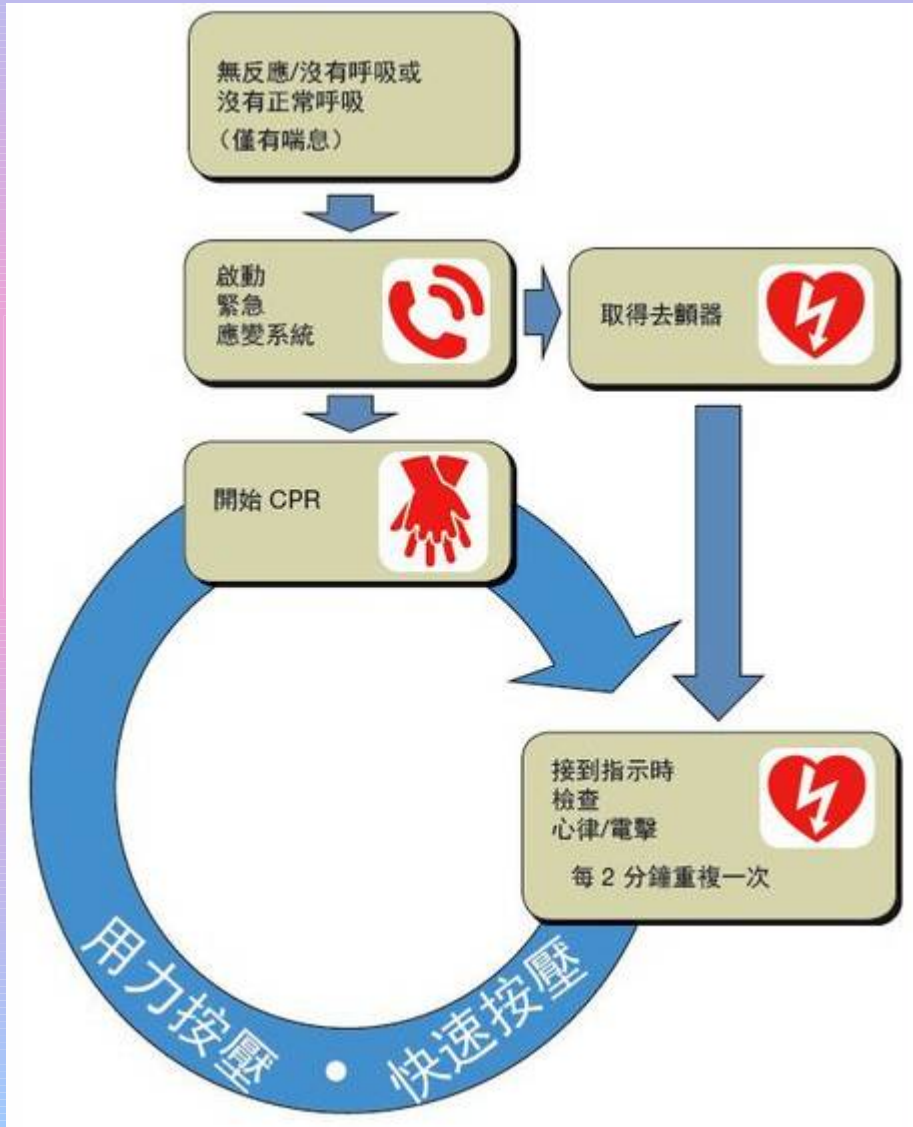 無反應/沒有呼吸或
沒有正常呼吸
（僅有喘息）
啟動
緊急
應變系統
取得去顫器
開始 CPR
接到指示時
檢查
心律/電擊
每 2 分鐘重複一次
用力按壓 • 快速按壓